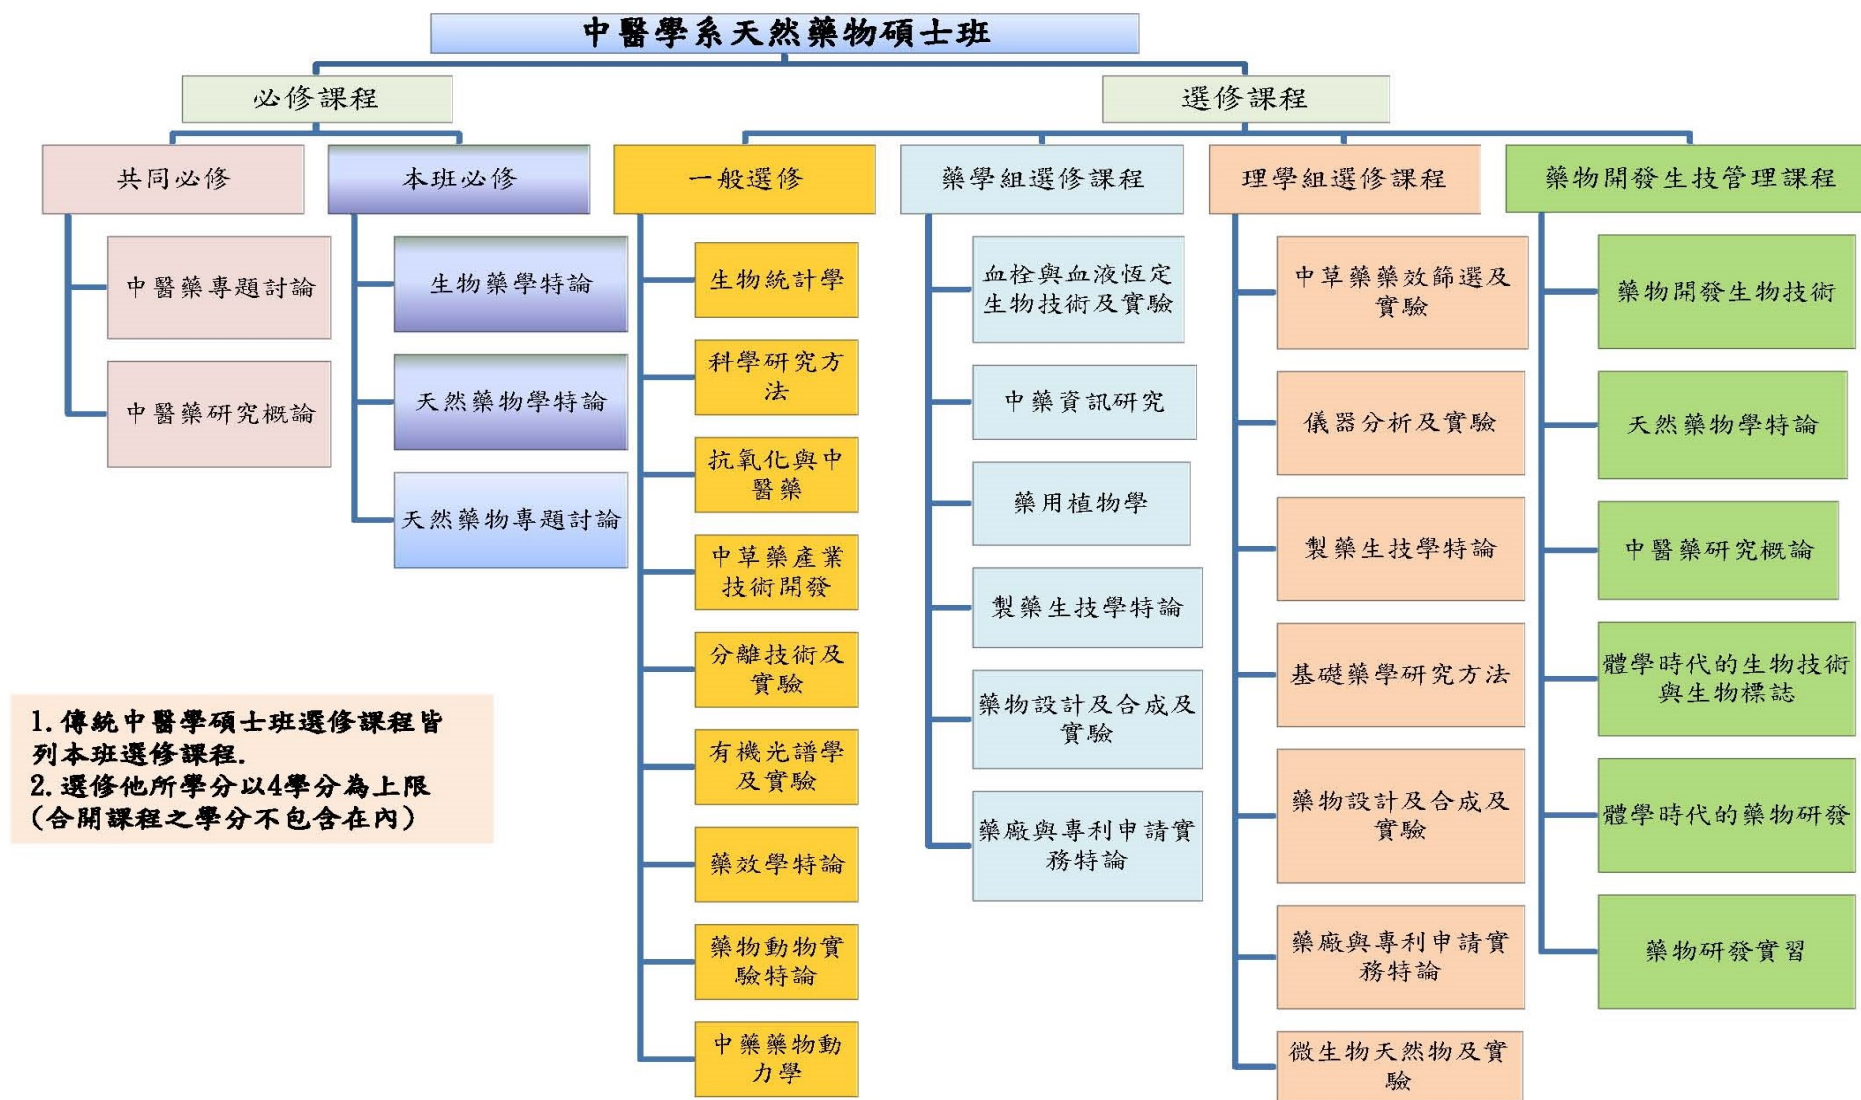 中醫學系天然藥物碩士班
必修課程
選修課程
共同必修
本班必修
一般選修
藥學組選修課程
理學組選修課程
藥物開發生技管理課程
中醫藥專題討論
中醫藥研究概論
生物藥學特論
天然藥物學特論
天然藥物專題討論
生物統計學
科學研究方
法
抗氧化與中
醫藥
中草藥產業
技術開發
分離技術及
實驗
有機光譜學
及實驗
藥效學特論
藥物動物實
驗特論
中藥藥物動
力學
血栓與血液恆定
生物技術及實驗
中藥資訊研究
藥用植物學
製藥生技學特論
藥物設計及合成及
實驗
藥廠與專利申請實
務特論
中草藥藥效篩選及
實驗
儀器分析及實驗
製藥生技學特論
基礎藥學研究方法
藥物設計及合成及
實驗
藥廠與專利申請實
務特論
微生物天然物及實
驗
藥物開發生物技術
天然藥物學特論
中醫藥研究概論
體學時代的生物技術
與生物標誌
體學時代的藥物研發
藥物研發實習
1.傳統中醫學碩士班選修課程皆
列本班選修課程.
2.選修他所學分以4學分為上限
(合開課程之學分不包含在內)